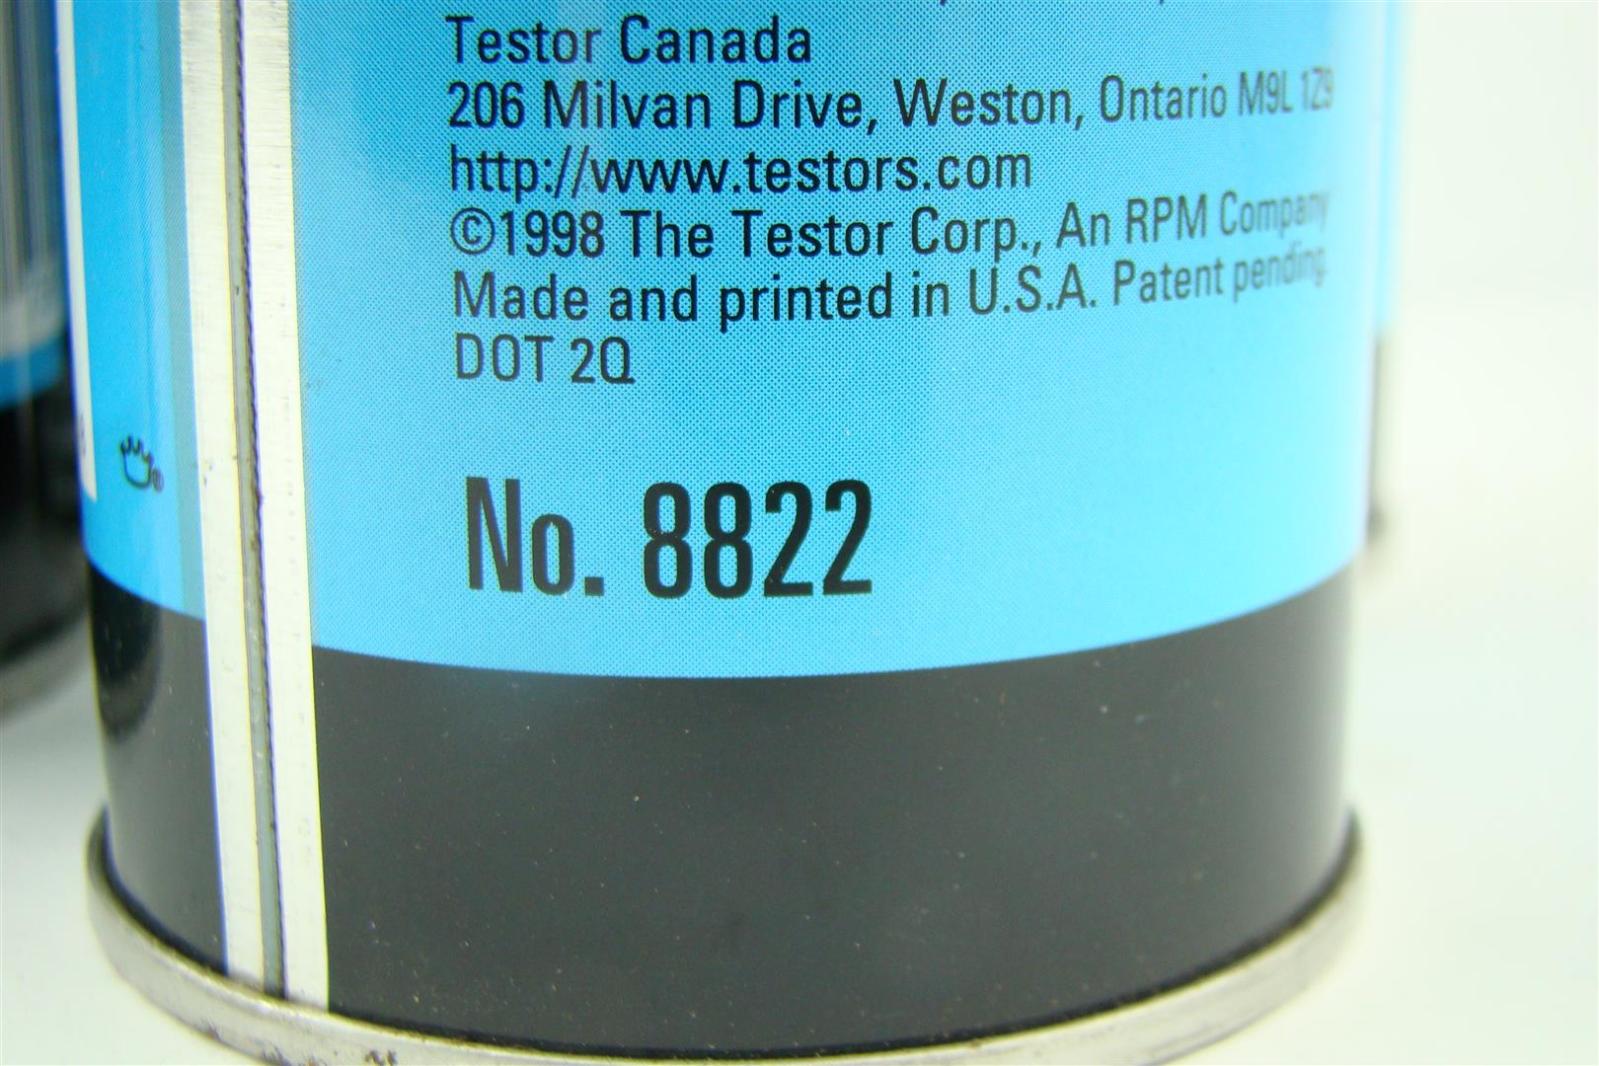 Testor Canada
206 Milvan Drive, Weston, Ontario M9L 1Z9
http://www.testors.com
©1998 The Testor Corp., An RPM Company
Made and printed in U.S.A. Patent pending.
DOT 2Q
No. 8822